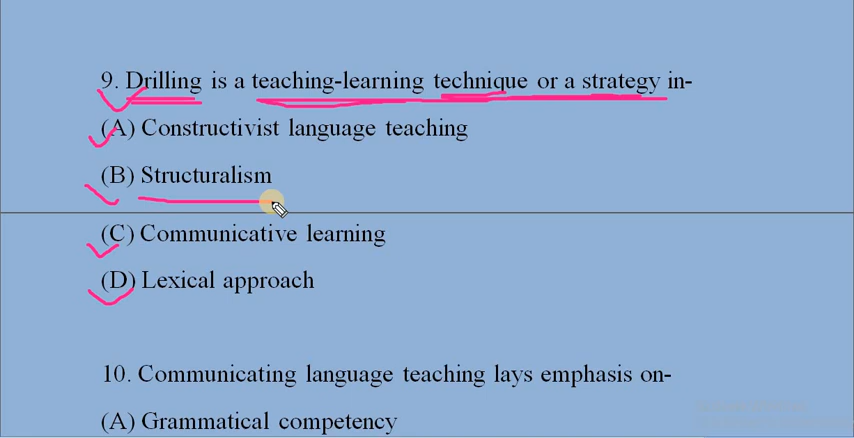 9. Drilling is a teaching-learning technique or a strategy in-
(A) Constructivist language teaching
(B) Structuralism
(C) Communicative learning
(D) Lexical approach
10. Communicating language teaching lays emphasis on-
(A) Grammatical competency